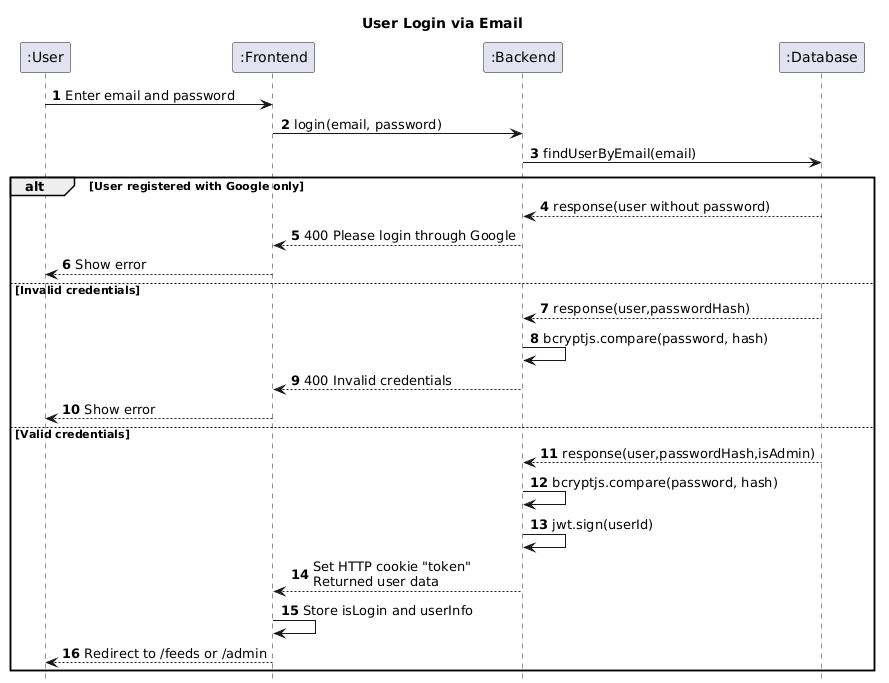 User Login via Email
:User
:Frontend
:Backend
:Database
1 Enter email and password
2 login(email, password)
3 findUserByEmail(email)
alt [User registered with Google only]
4 response(user without password)
5 400 Please login through Google
6 Show error
[Invalid credentials]
7 response(user,passwordHash)
8 bcryptjs.compare(password, hash)
9 400 Invalid credentials
10 Show error
[Valid credentials]
11 response(user,passwordHash,isAdmin)
12 bcryptjs.compare(password, hash)
13 jwt.sign(userId)
14 Set HTTP cookie "token"
Returned user data
15 Store isLogin and userInfo
16 Redirect to /feeds or /admin